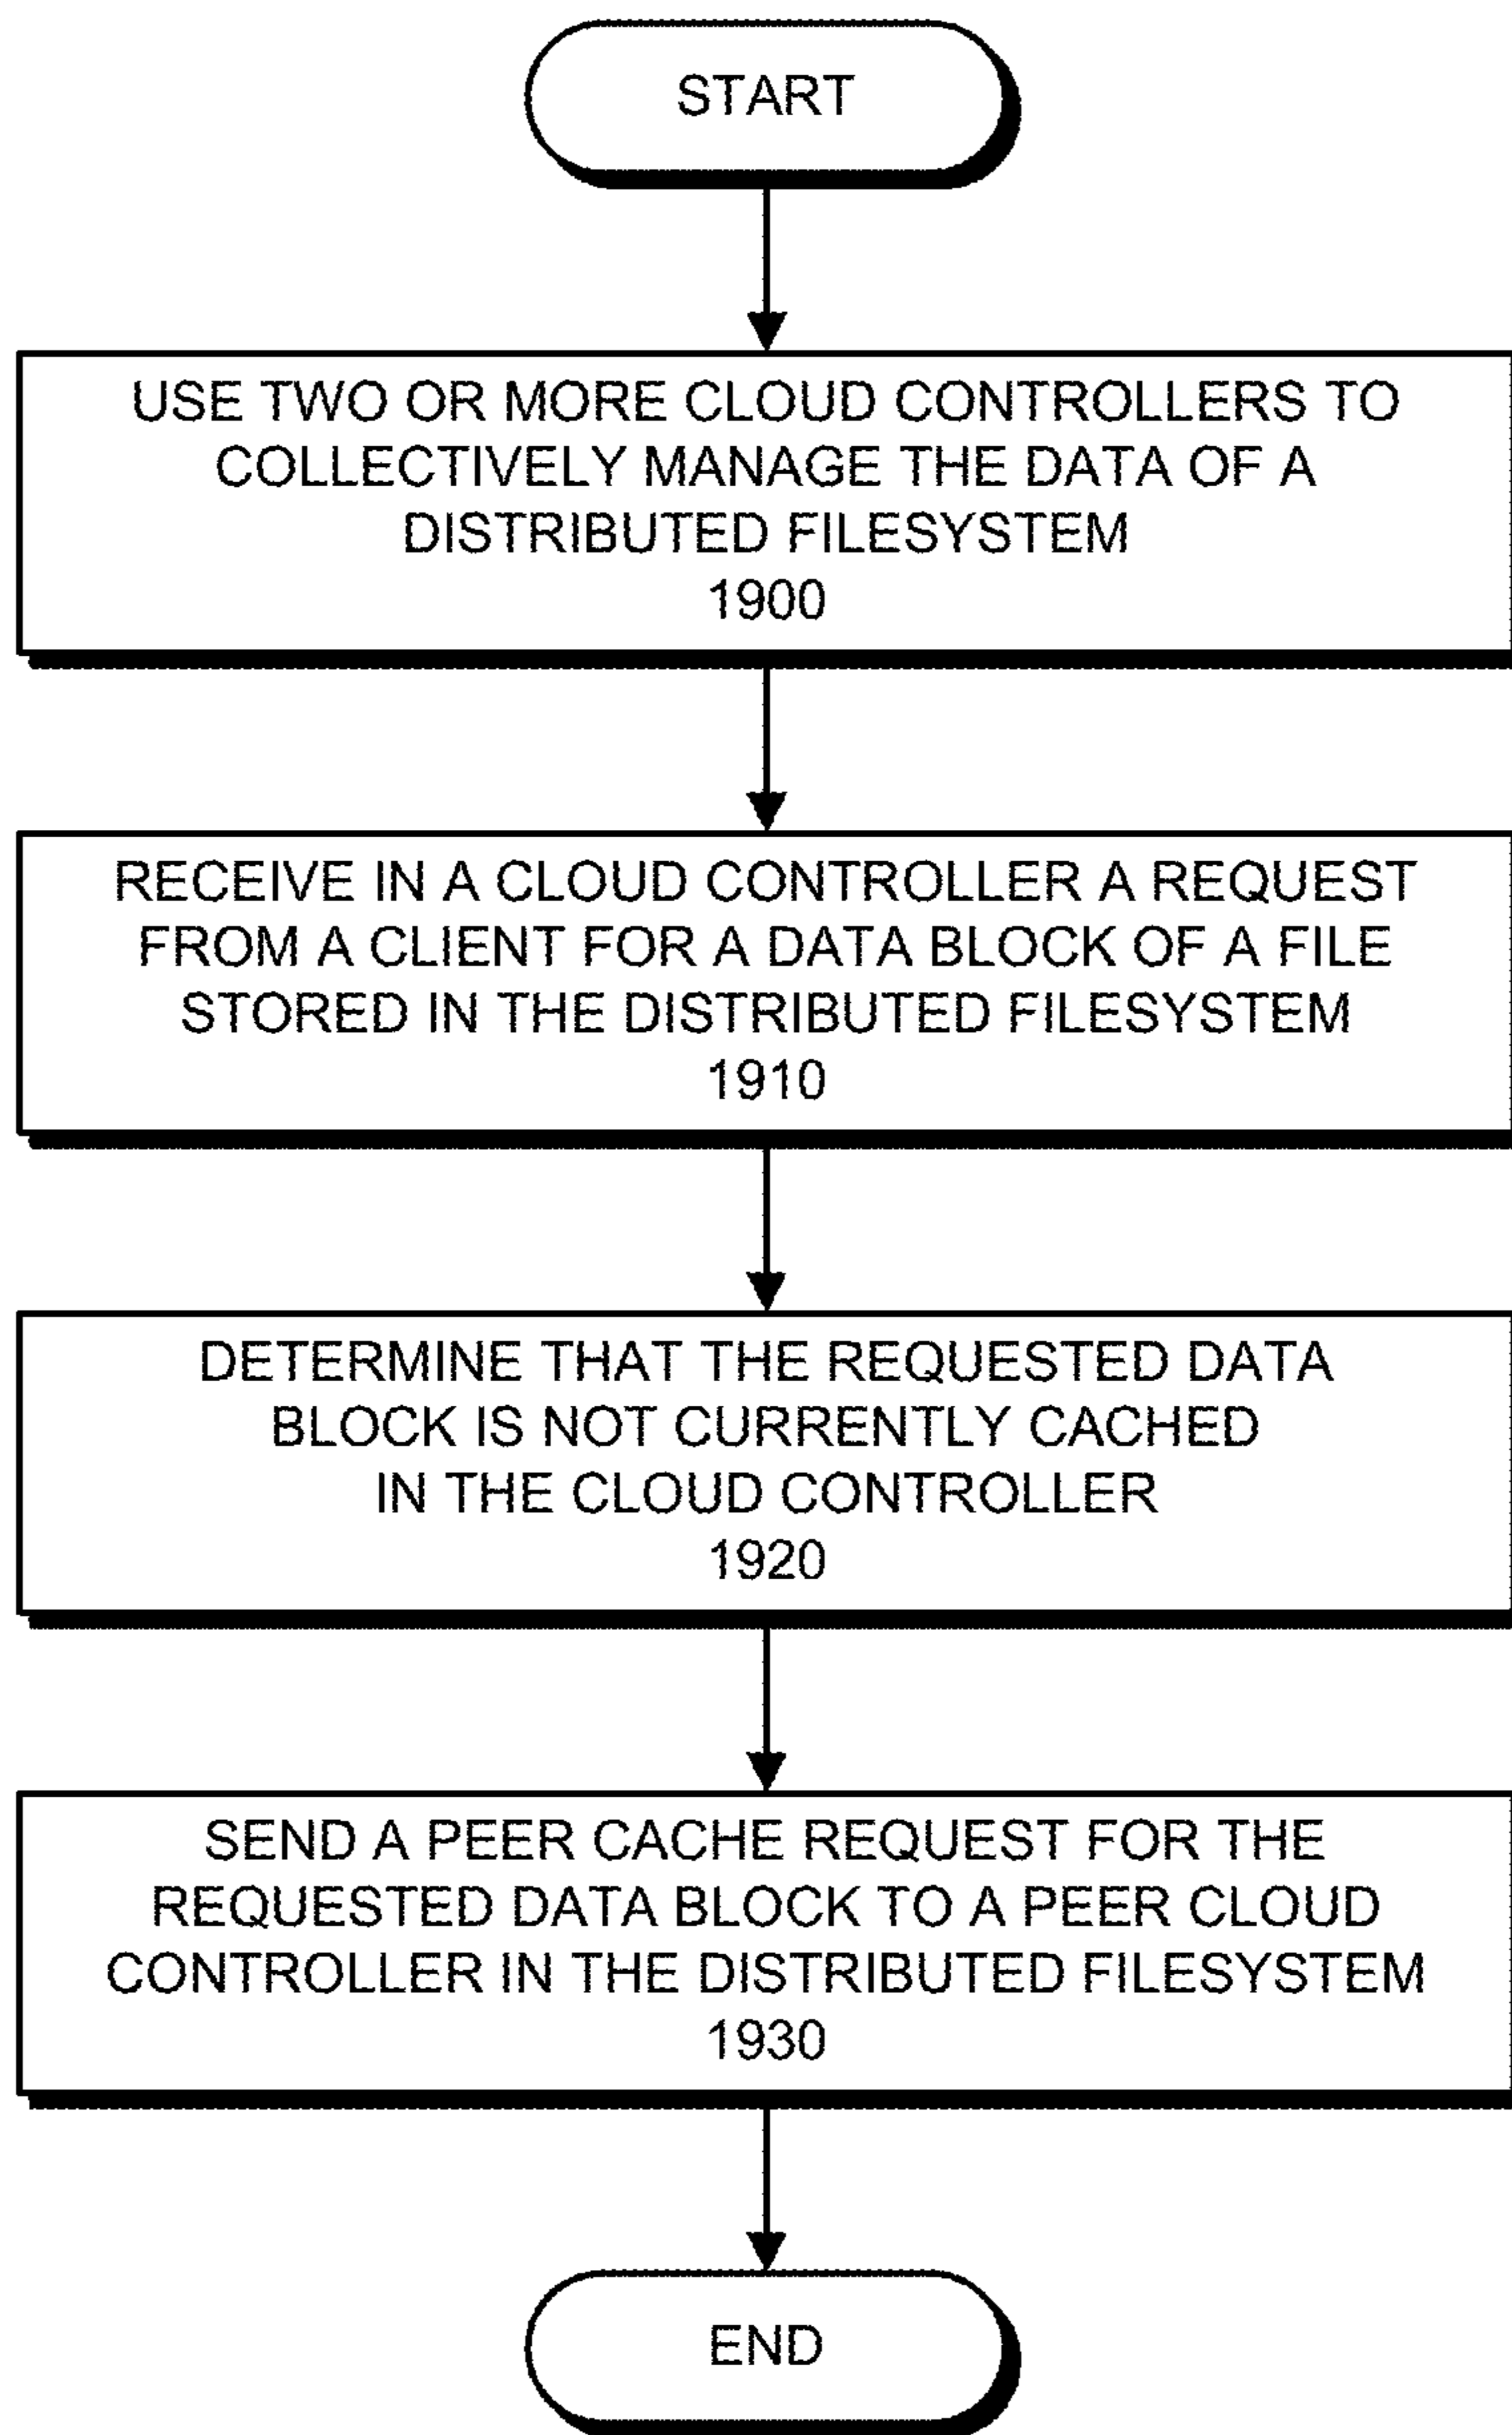 START
USE TWO OR MORE CLOUD CONTROLLERS TO
COLLECTIVELY MANAGE THE DATA OF A
DISTRIBUTED FILESYSTEM
1900
RECEIVE IN A CLOUD CONTROLLER A REQUEST
FROM A CLIENT FOR A DATA BLOCK OF A FILE
STORED IN THE DISTRIBUTED FILESYSTEM
1910
DETERMINE THAT THE REQUESTED DATA
BLOCK IS NOT CURRENTLY CACHED
IN THE CLOUD CONTROLLER
1920
SEND A PEER CACHE REQUEST FOR THE
REQUESTED DATA BLOCK TO A PEER CLOUD
CONTROLLER IN THE DISTRIBUTED FILESYSTEM
1930
END